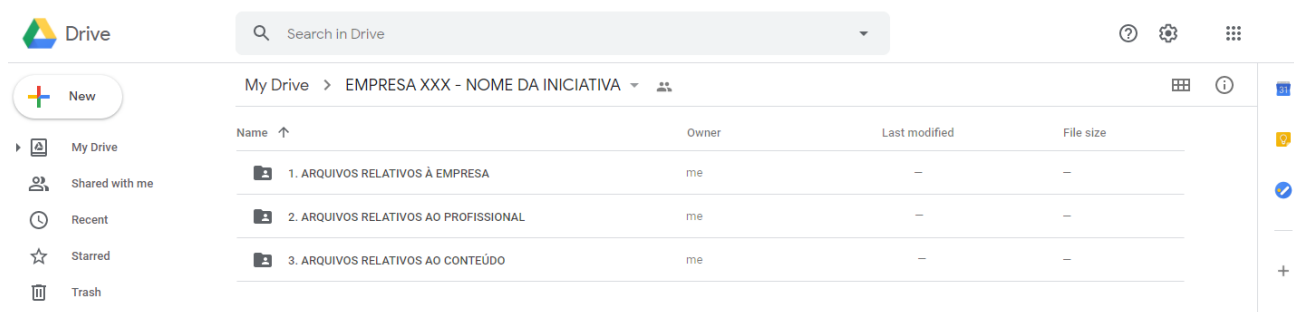 Drive
Search in Drive
New
My Drive
Shared with me
Recent
Starred
Trash
My Drive > EMPRESA XXX - NOME DA INICIATIVA
Name Owner Last modified File size
1. ARQUIVOS RELATIVOS À EMPRESA me — —
2. ARQUIVOS RELATIVOS AO PROFISSIONAL me — —
3. ARQUIVOS RELATIVOS AO CONTEÚDO me — —
31